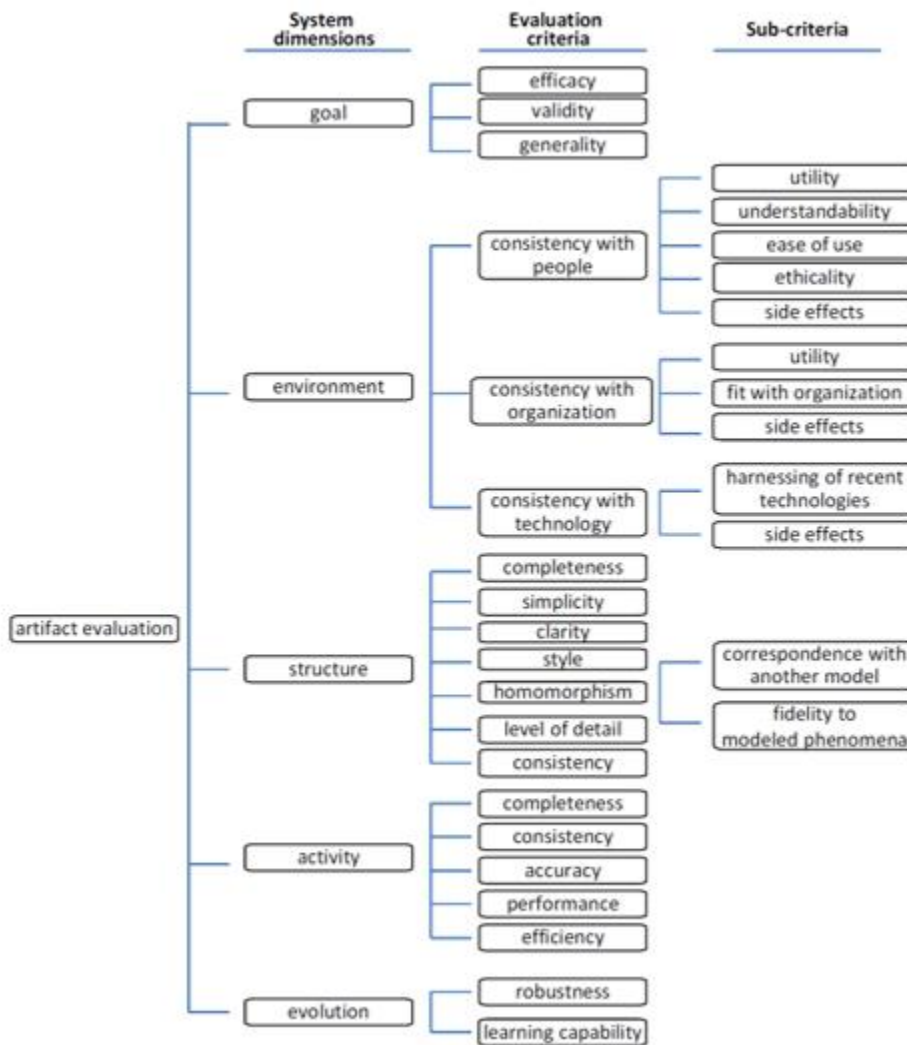 System
dimensions
Evaluation
criteria
Sub-criteria
artifact evaluation
goal
efficacy
validity
generality
environment
consistency with
people
utility
understandability
ease of use
ethicality
side effects
consistency with
organization
utility
fit with organization
side effects
consistency with
technology
harnessing of recent
technologies
side effects
structure
completeness
simplicity
clarity
style
homomorphism
correspondence with
another model
fidelity to
modeled phenomena
level of detail
consistency
activity
completeness
consistency
accuracy
performance
efficiency
evolution
robustness
learning capability